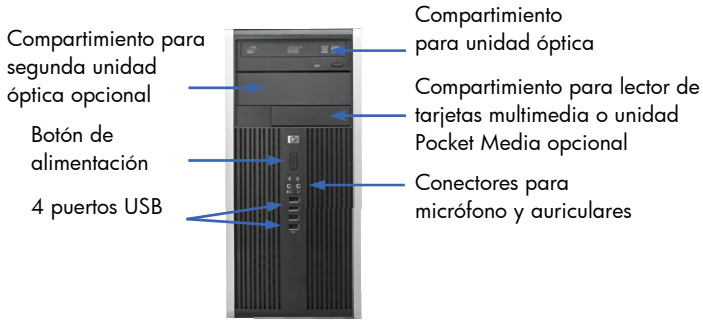 Compartimiento para
segunda unidad
óptica opcional
Botón de
alimentación
4 puertos USB
Compartimiento
para unidad óptica
Compartimiento para lector de
tarjetas multimedia o unidad
Pocket Media opcional
Conectores para
micrófono y auriculares
hp